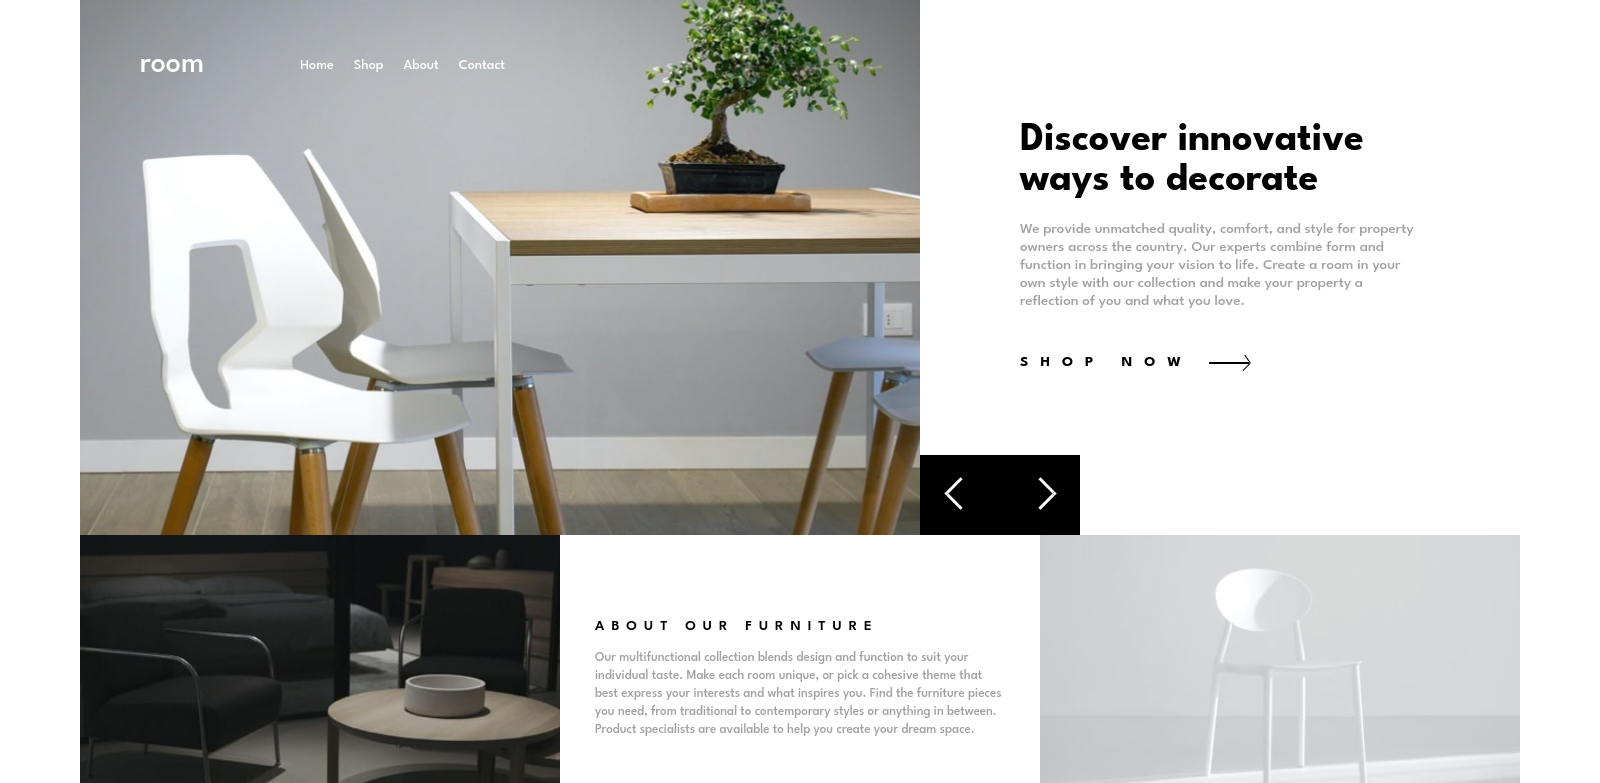 room
Home Shop About Contact
Discover innovative
ways to decorate
We provide unmatched quality, comfort, and style for property
owners across the country. Our experts combine form and
function in bringing your vision to life. Create a room in your
own style with our collection and make your property a
reflection of you and what you love.
SHOP NOW
ABOUT OUR FURNITURE
Our multifunctional collection blends design and function to suit your
individual taste. Make each room unique, or pick a cohesive theme that
best express your interests and what inspires you. Find the furniture pieces
you need, from traditional to contemporary styles or anything in between.
Product specialists are available to help you create your dream space.